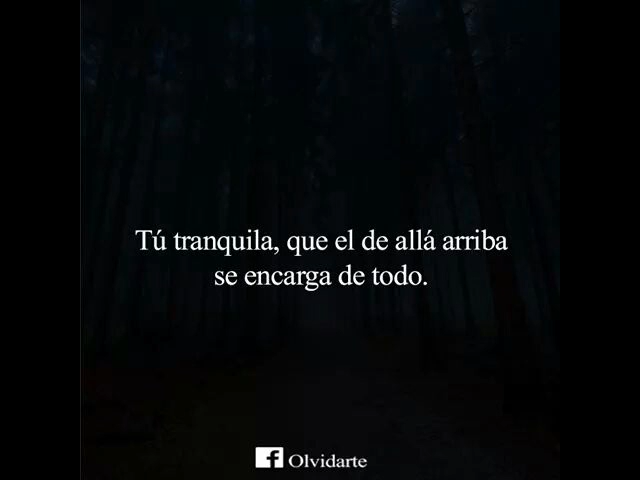 Tú tranquila, que el de allá arriba
se encarga de todo.
f Olvidarte